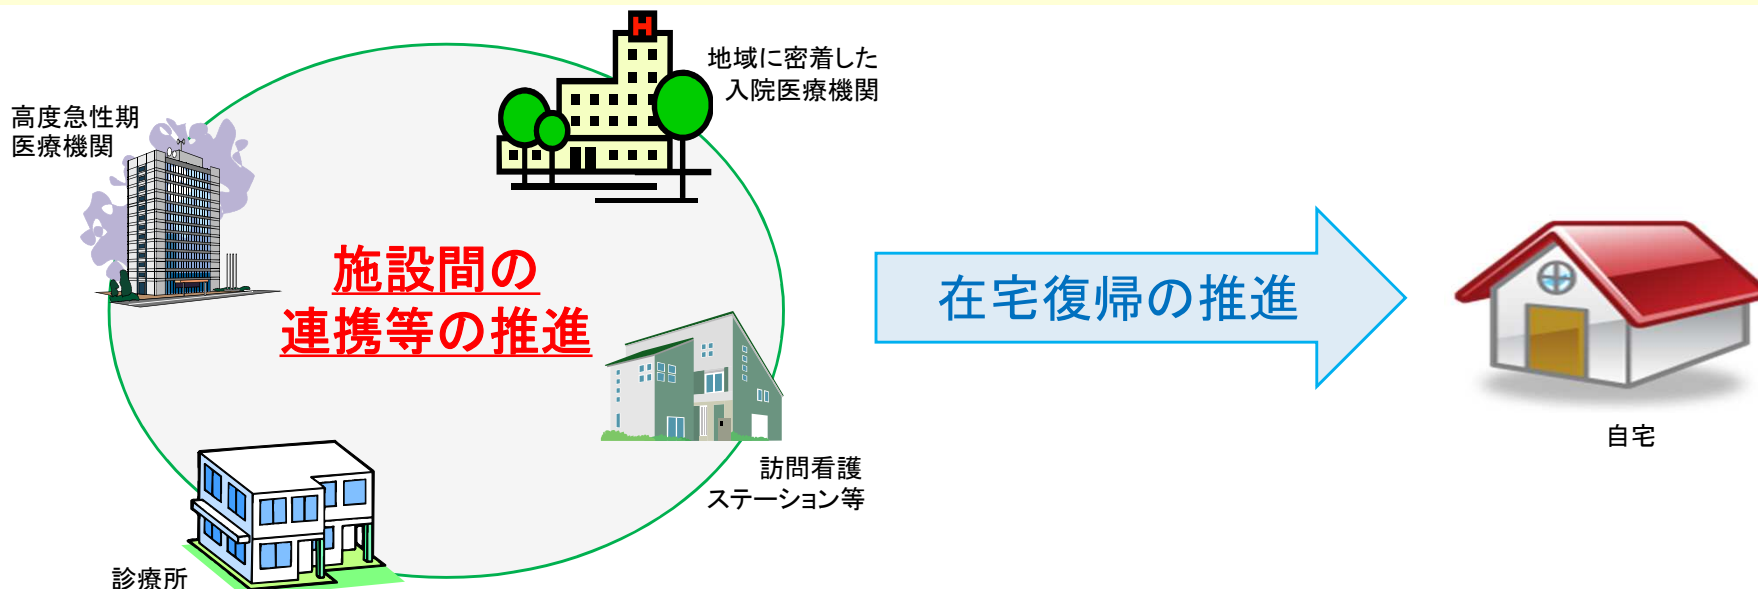 高度急性期
医療機関
H
地域に密着した
入院医療機関
施設間の
連携等の推進
訪問看護
ステーション等
診療所
在宅復帰の推進
自宅